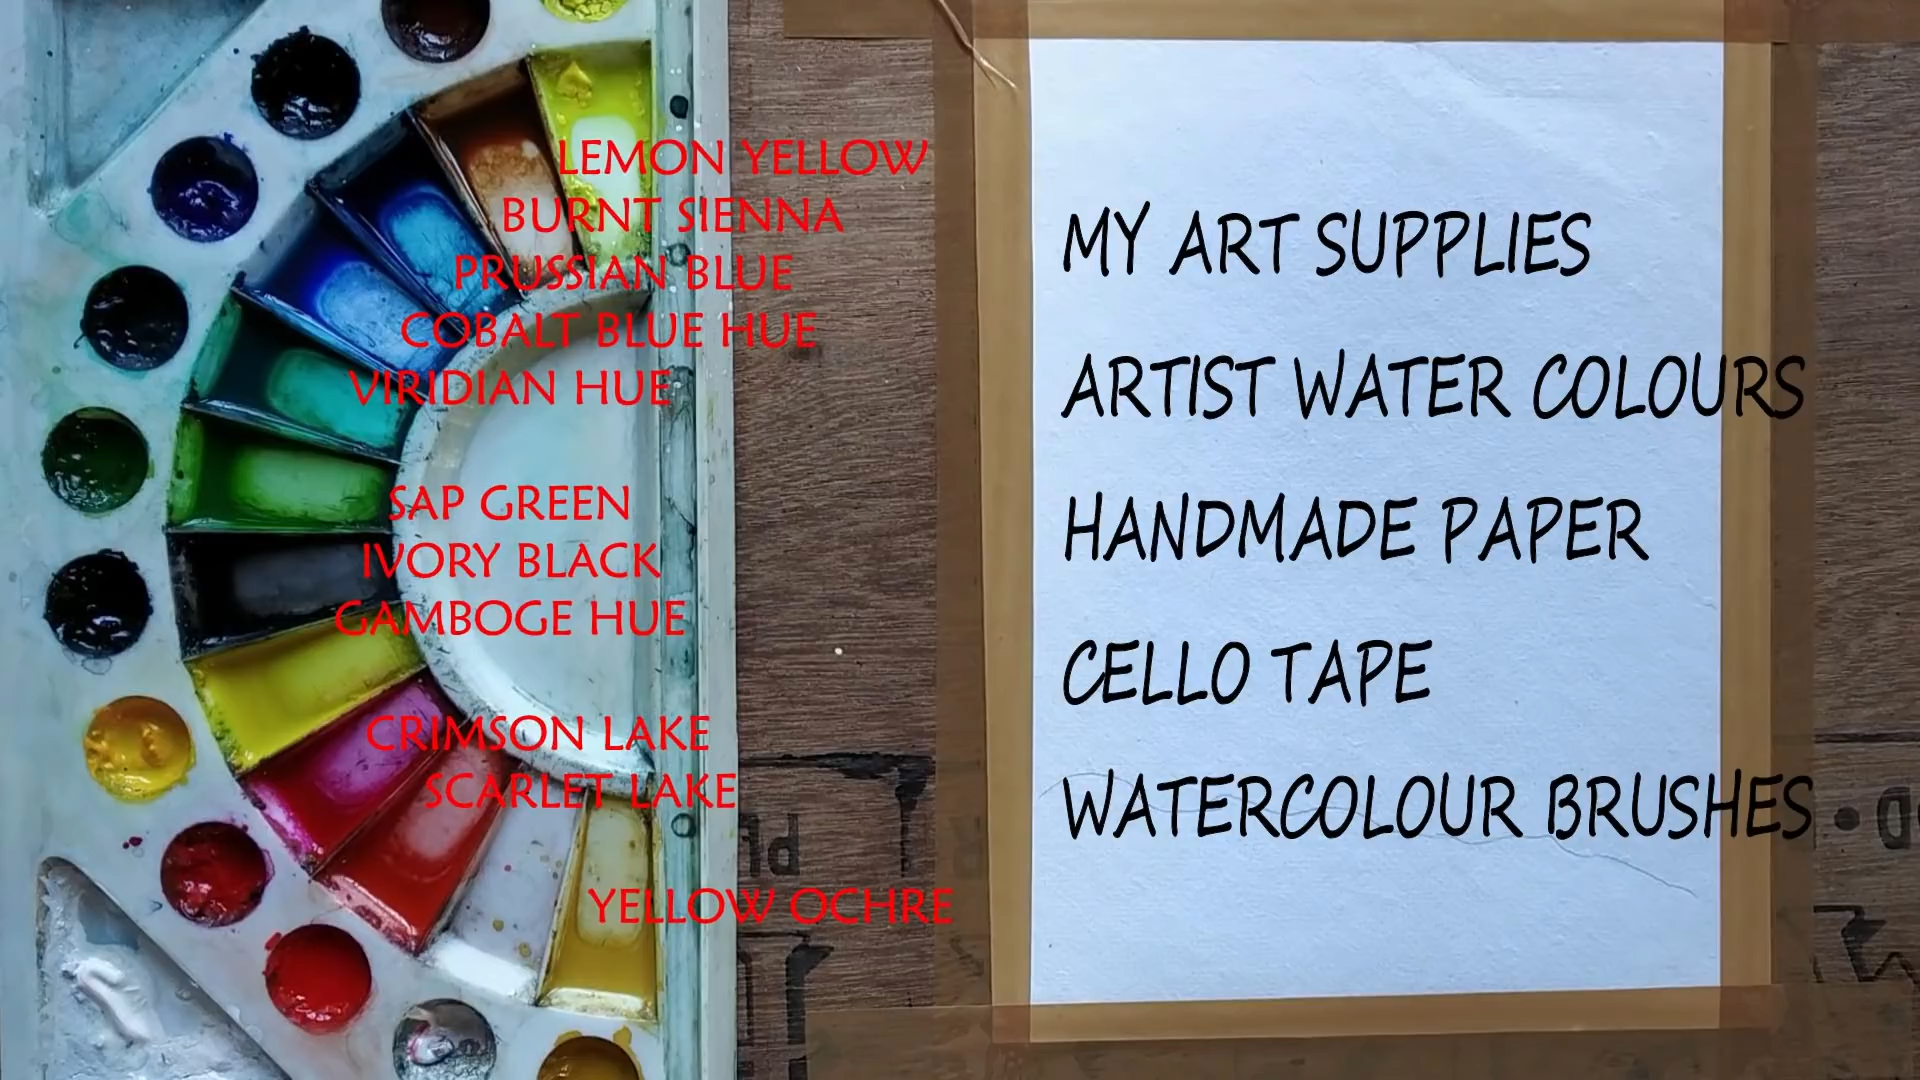 LEMON YELLOW
BURNT SIENNA
PRUSSIAN BLUE
COBALT BLUE HUE
VIRIDIAN HUE
SAP GREEN
IVORY BLACK
GAMBOGE HUE
CRIMSON LAKE
SCARLET LAKE
YELLOW OCHRE
MY ART SUPPLIES
ARTIST WATER COLOURS
HANDMADE PAPER
CELLO TAPE
WATERCOLOUR BRUSHES